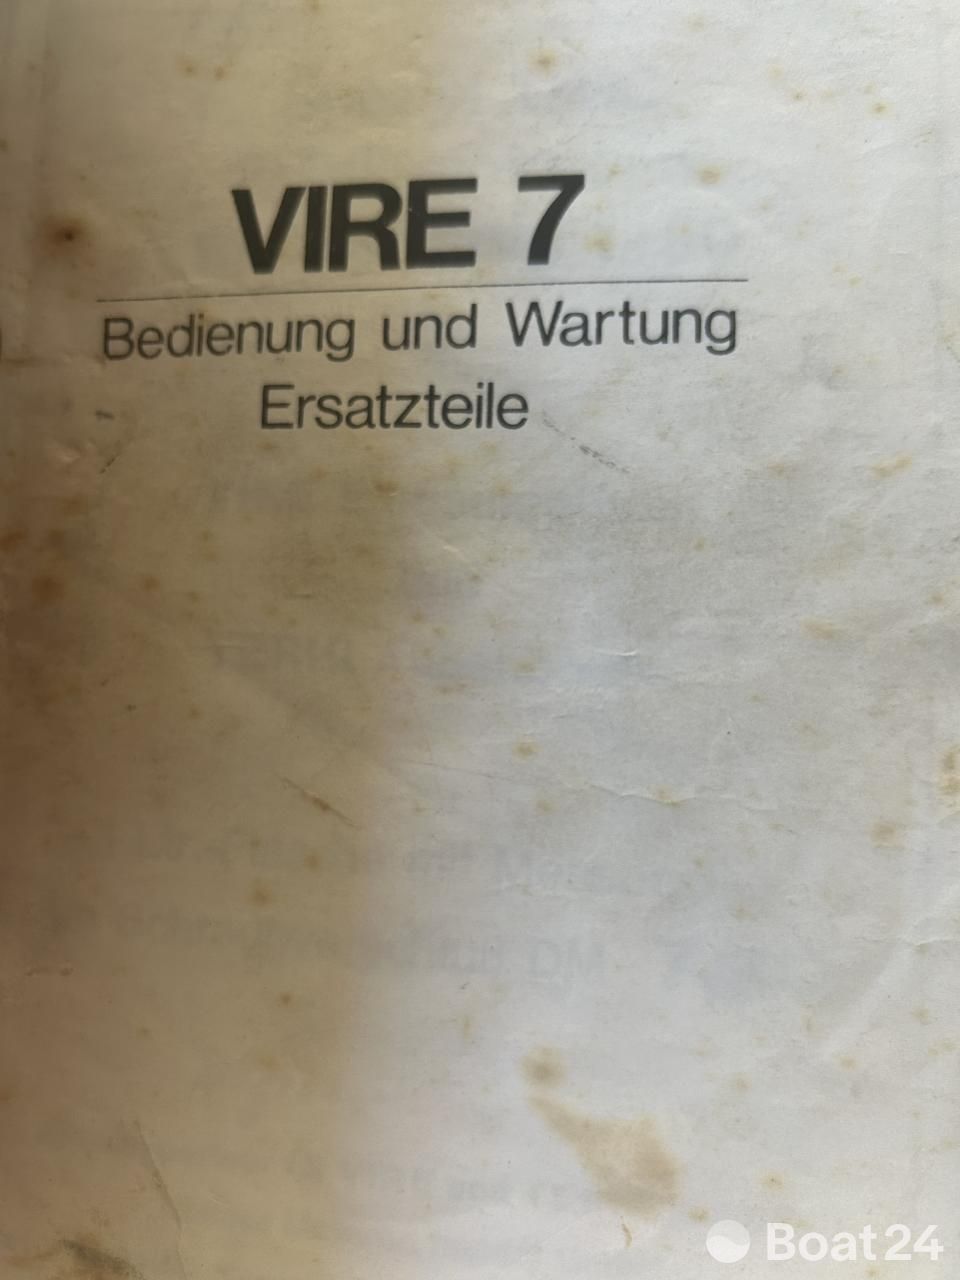 VIRE 7
Bedienung und Wartung
Ersatzteile
Boat24